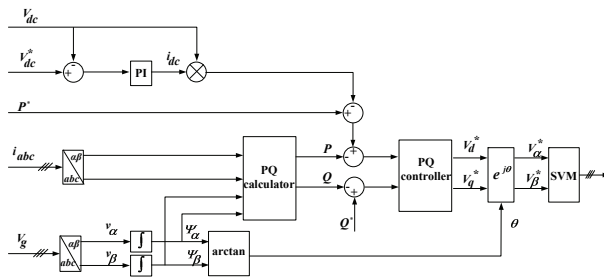 V_dc
V*_dc
+
-
-
PI
i_dc
P*
+
-
i_abc
αβ
abc
PQ
calculator
P
Q
-
+
-
+
Q*
PQ
controller
V_d*
V_q*
e^jθ
V_α*
V_β*
SVM
V_g
αβ
abc
v_α
v_β
∫
∫
Ψ_α
Ψ_β
arctan
θ